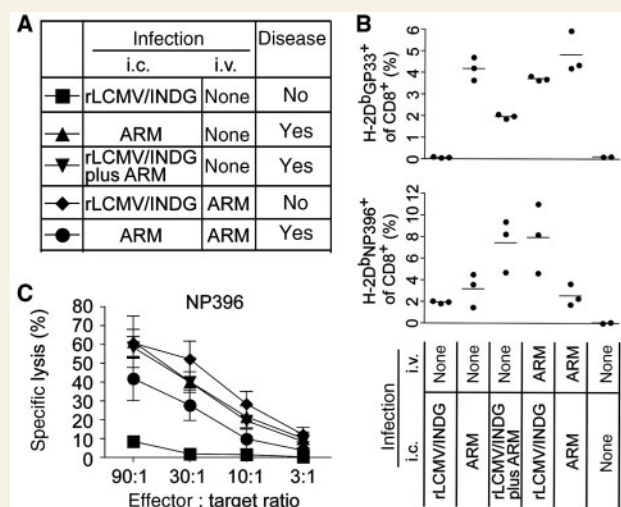 A
Infection Disease
i.c. i.v.
rLCMV/INDG None No
ARM None Yes
rLCMV/INDG
plus ARM None Yes
rLCMV/INDG ARM No
ARM ARM Yes
B
H-2DᵇGP33⁺
of CD8⁺ (%)
6
5
4
3
2
1
0
H-2DᵇNP396⁺
of CD8⁺ (%)
12
10
8
6
4
2
0
Infection
i.v.
None None None ARM ARM None
i.c.
rLCMV/INDG
ARM
rLCMV/INDG
plus ARM
rLCMV/INDG
ARM
None
C
NP396
Specific lysis (%)
80
70
60
50
40
30
20
10
0
90:1 30:1 10:1 3:1
Effector : target ratio